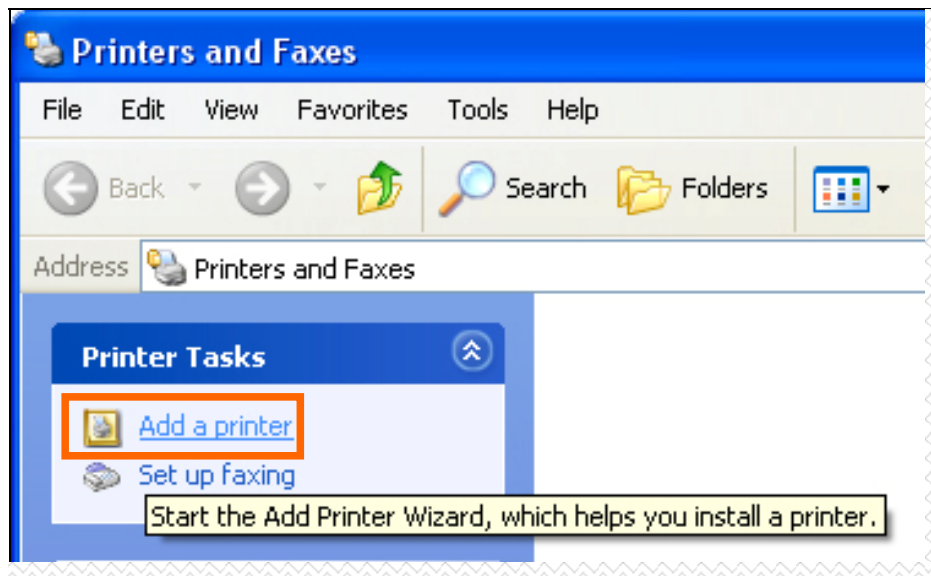 Printers and Faxes
File Edit View Favorites Tools Help
Back Search Folders
Address Printers and Faxes
Printer Tasks
Add a printer
Set up faxing
Start the Add Printer Wizard, which helps you install a printer.